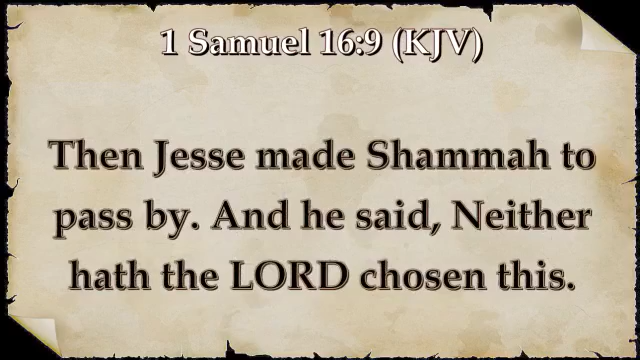 1 Samuel 16:9 (KJV)
Then Jesse made Shammah to
pass by. And he said, Neither
hath the LORD chosen this.